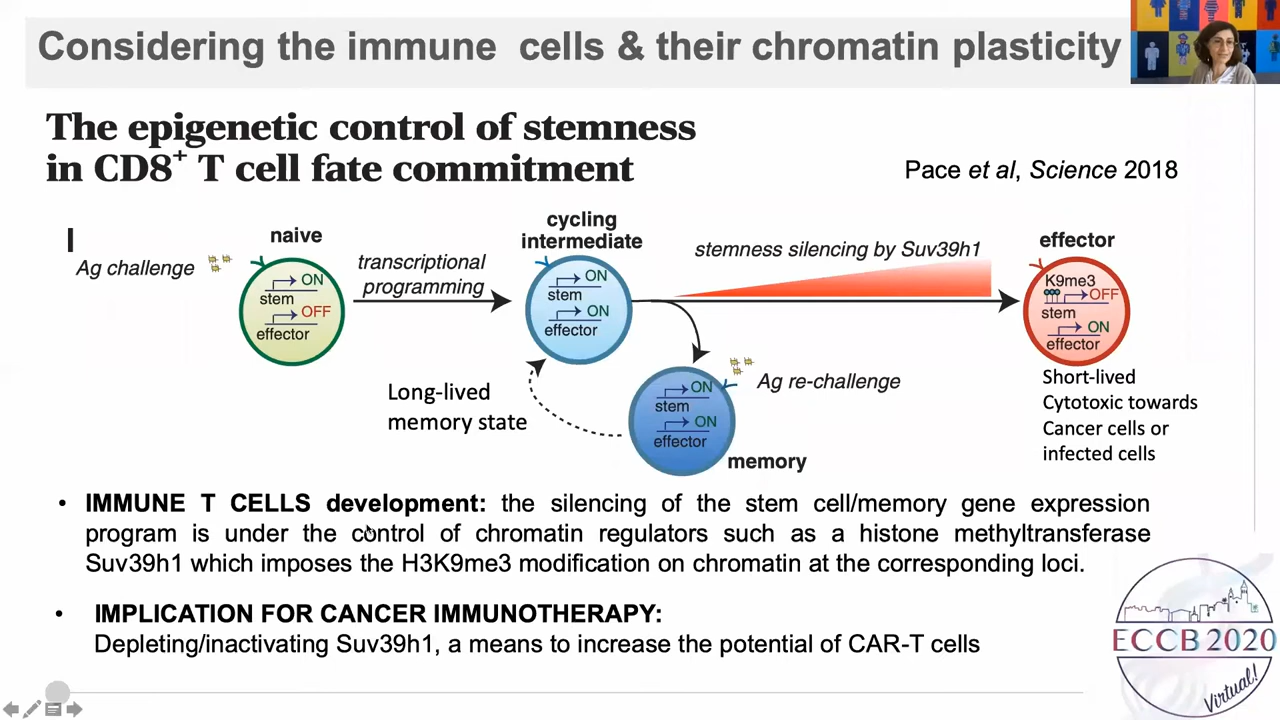 Considering the immune cells & their chromatin plasticity
The epigenetic control of stemness
in CD8+ T cell fate commitment
Pace et al, Science 2018
I
Ag challenge
naive
ON
stem
OFF
effector
transcriptional
programming
cycling
intermediate
ON
stem
ON
effector
stemness silencing by Suv39h1
effector
K9me3
OFF
stem
ON
effector
Long-lived
memory state
ON
stem
ON
effector
Ag re-challenge
memory
Short-lived
Cytotoxic towards
Cancer cells or
infected cells
• IMMUNE T CELLS development: the silencing of the stem cell/memory gene expression
program is under the control of chromatin regulators such as a histone methyltransferase
Suv39h1 which imposes the H3K9me3 modification on chromatin at the corresponding loci.
• IMPLICATION FOR CANCER IMMUNOTHERAPY:
Depleting/inactivating Suv39h1, a means to increase the potential of CAR-T cells
ECCB 2020
Virtual!